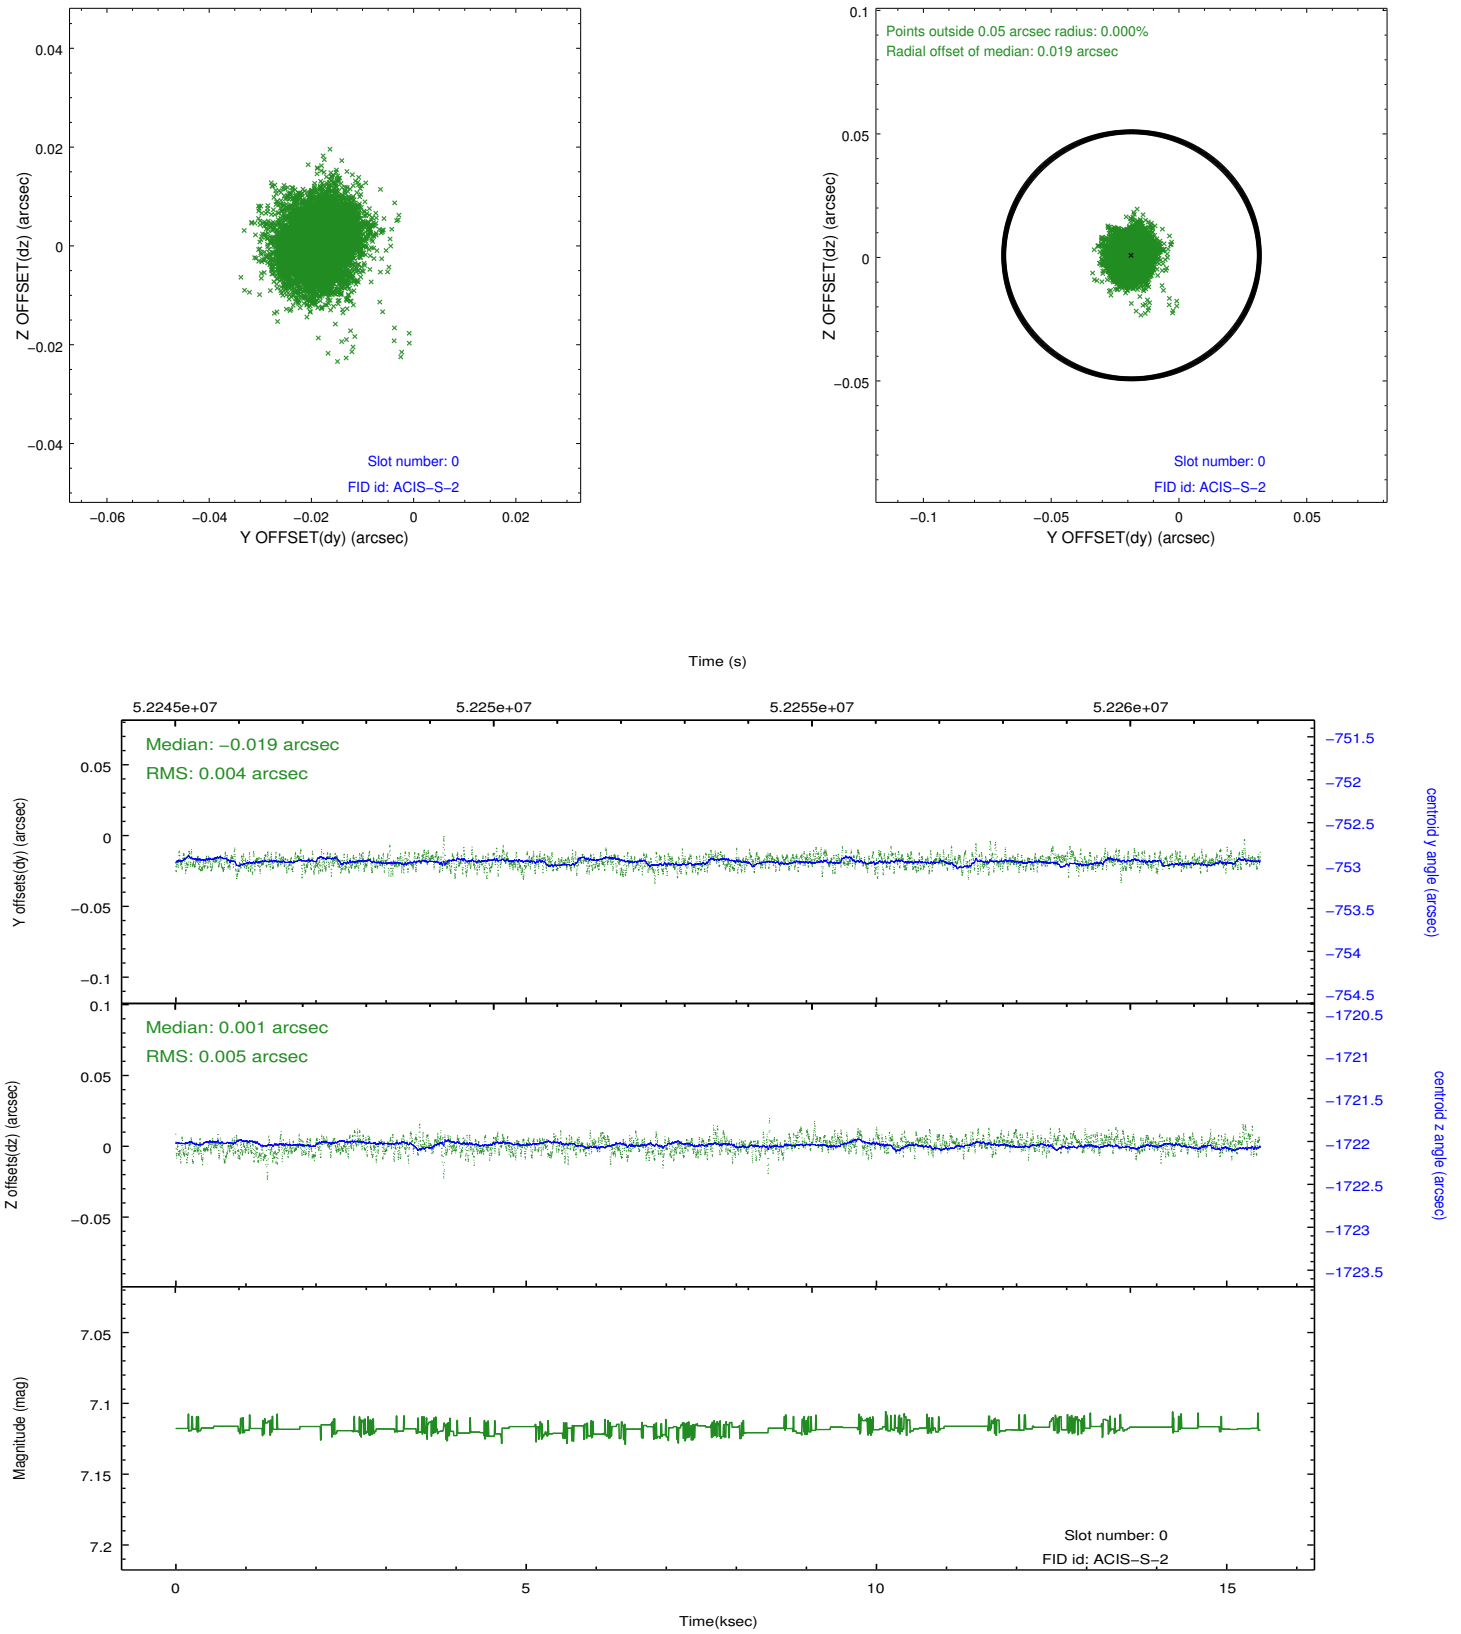 0.04
0.02
0
−0.02
−0.04
Z OFFSET(dz) (arcsec)
Slot number: 0
FID id: ACIS−S−2
−0.06
−0.04
−0.02
0
0.02
Y OFFSET(dy) (arcsec)
Points outside 0.05 arcsec radius: 0.000%
Radial offset of median: 0.019 arcsec
0.1
0.05
0
−0.05
Z OFFSET(dz) (arcsec)
Slot number: 0
FID id: ACIS−S−2
−0.1
−0.05
0
0.05
Y OFFSET(dy) (arcsec)
Time (s)
5.2245e+07
5.225e+07
5.2255e+07
5.226e+07
Median: −0.019 arcsec
RMS: 0.004 arcsec
0.05
0
−0.05
−0.1
Y offsets(dy) (arcsec)
−751.5
−752
−752.5
−753
−753.5
−754
−754.5
centroid y angle (arcsec)
Median: 0.001 arcsec
RMS: 0.005 arcsec
0.1
0.05
0
−0.05
Z offsets(dz) (arcsec)
−1720.5
−1721
−1721.5
−1722
−1722.5
−1723
−1723.5
centroid z angle (arcsec)
7.05
7.1
7.15
7.2
Magnitude (mag)
Slot number: 0
FID id: ACIS−S−2
0
5
10
15
Time(ksec)